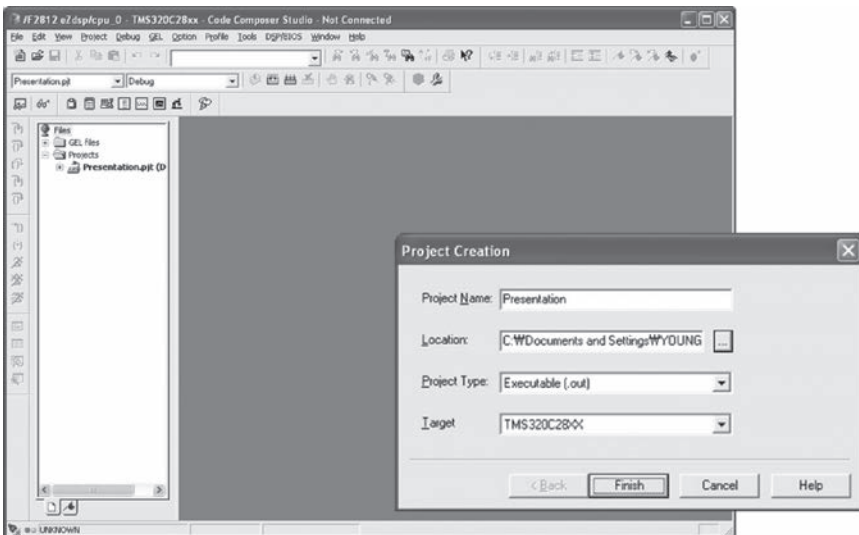 /F2812 eZdsp/cpu_0 - TMS320C28xx - Code Composer Studio - Not Connected
File Edit View Project Debug GEL Option Profile Tools DSP/BIOS Window Help
Presentation.pjt Debug
Files
GEL files
Projects
Presentation.pjt (D
UNKNOWN
Project Creation
Project Name: Presentation
Location: C:₩Documents and Settings₩YOUNG ...
Project Type: Executable (.out)
Target TMS320C28XX
< Back Finish Cancel Help